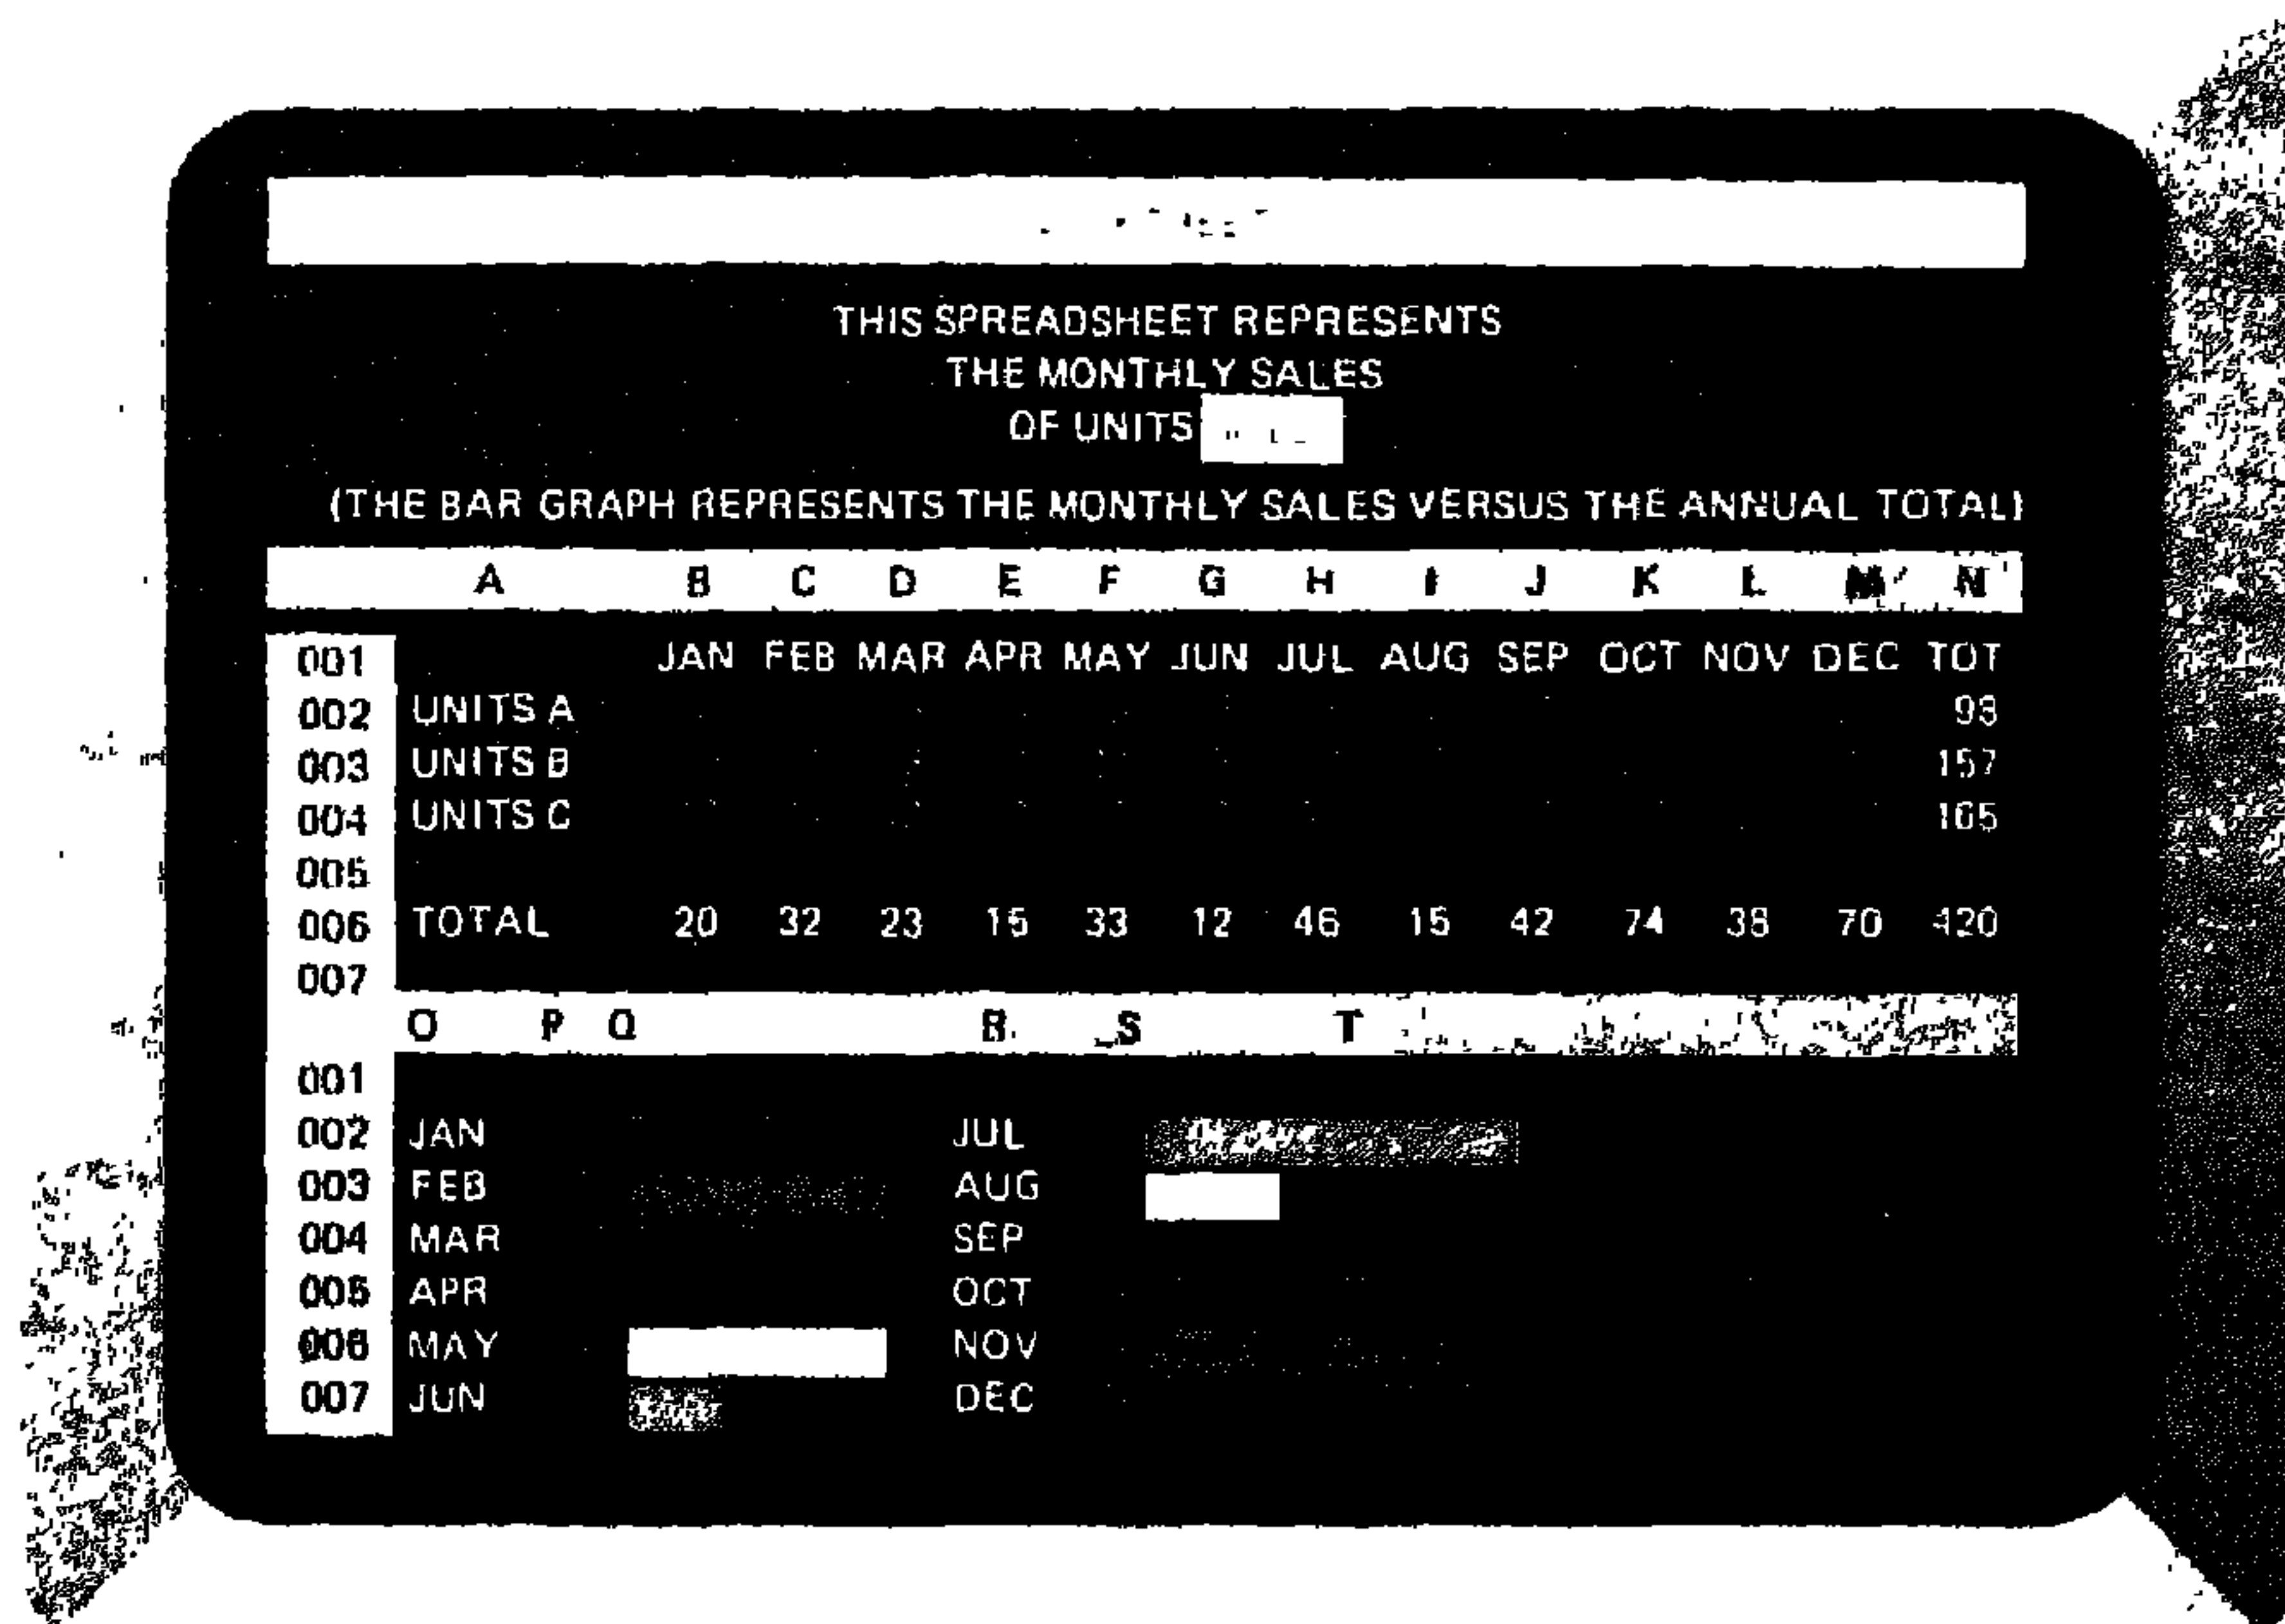 THIS SPREADSHEET REPRESENTS
THE MONTHLY SALES
OF UNITS
(THE BAR GRAPH REPRESENTS THE MONTHLY SALES VERSUS THE ANNUAL TOTAL)
A B C D E F G H I J K L M N
001 JAN FEB MAR APR MAY JUN JUL AUG SEP OCT NOV DEC TOT
002 UNITS A 98
003 UNITS B 157
004 UNITS C 165
005
006 TOTAL 20 32 23 15 33 12 46 15 42 74 38 70 420
007
O P Q R S T
001
002 JAN JUL
003 FEB AUG
004 MAR SEP
005 APR OCT
006 MAY NOV
007 JUN DEC